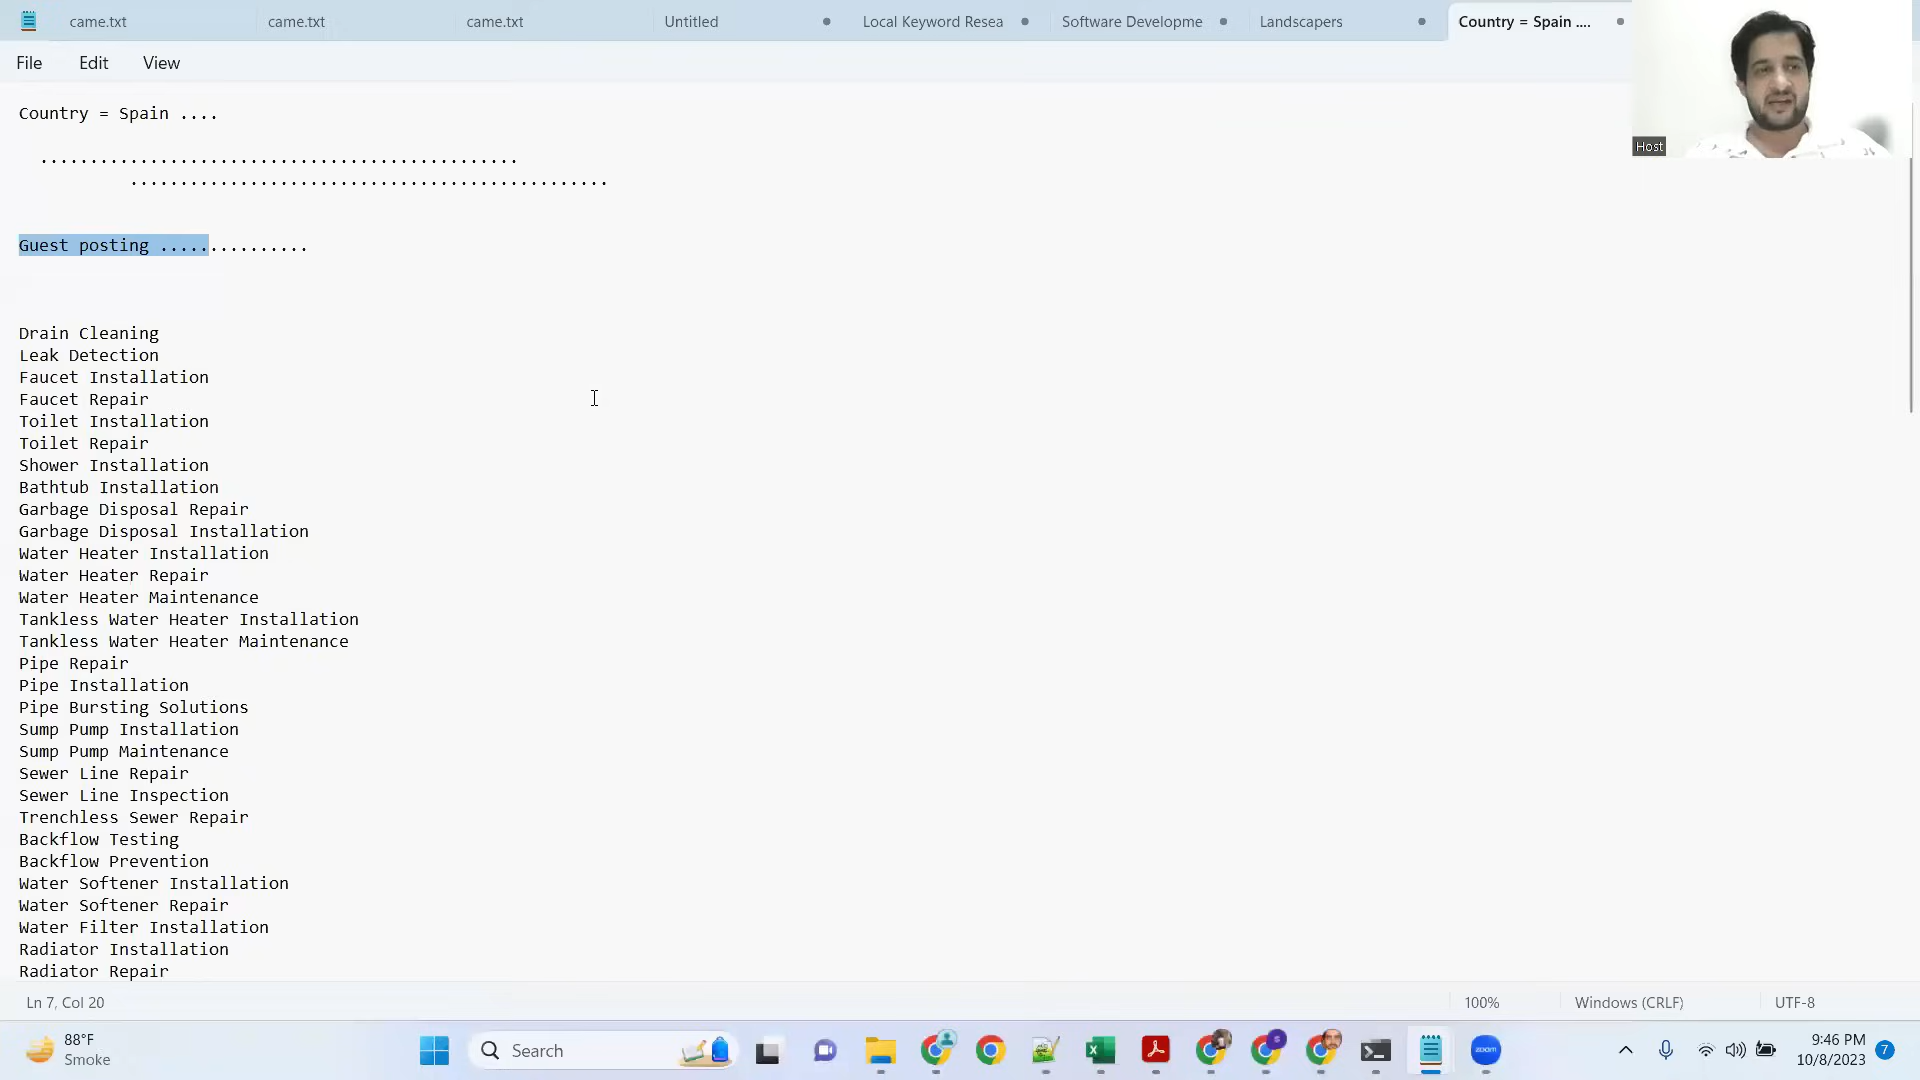 came.txt
came.txt
came.txt
Untitled
Local Keyword Resea
Software Developme
Landscapers
Country = Spain ....
File Edit View
Host
Country = Spain ....
................................................
................................................
Guest posting ...............
Drain Cleaning
Leak Detection
Faucet Installation
Faucet Repair
Toilet Installation
Toilet Repair
Shower Installation
Bathtub Installation
Garbage Disposal Repair
Garbage Disposal Installation
Water Heater Installation
Water Heater Repair
Water Heater Maintenance
Tankless Water Heater Installation
Tankless Water Heater Maintenance
Pipe Repair
Pipe Installation
Pipe Bursting Solutions
Sump Pump Installation
Sump Pump Maintenance
Sewer Line Repair
Sewer Line Inspection
Trenchless Sewer Repair
Backflow Testing
Backflow Prevention
Water Softener Installation
Water Softener Repair
Water Filter Installation
Radiator Installation
Radiator Repair
Ln 7, Col 20
100%
Windows (CRLF)
UTF-8
88°F
Smoke
Search
zoom
9:46 PM
10/8/2023
7